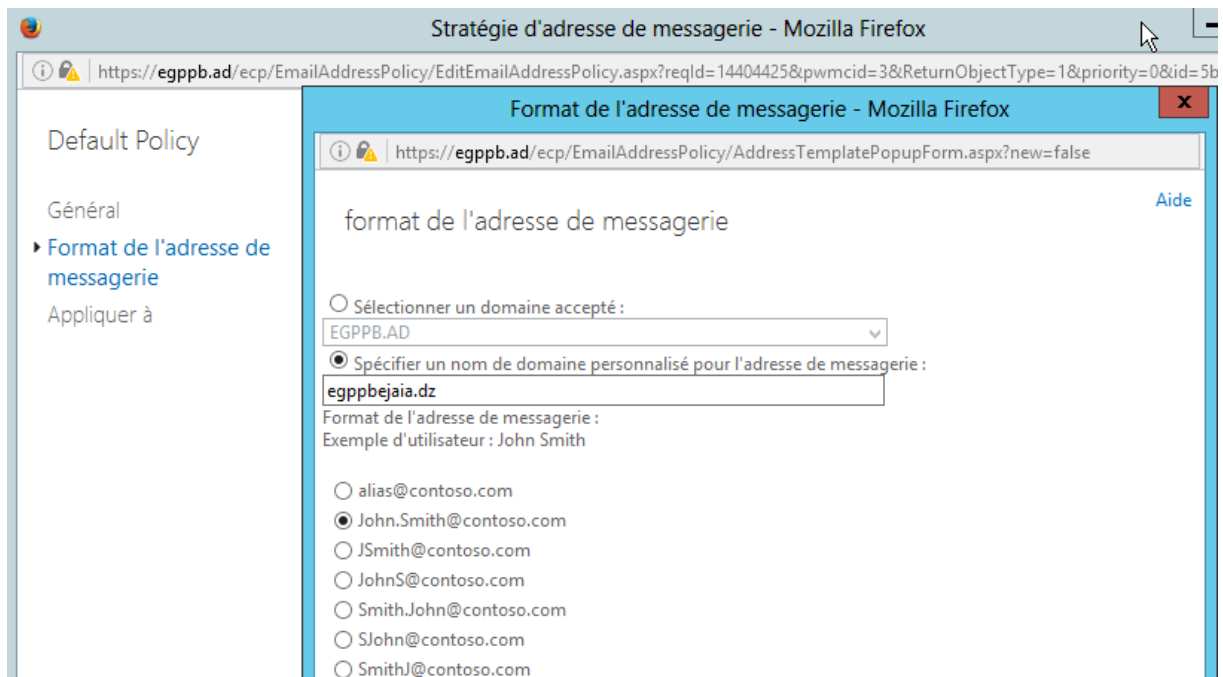 Stratégie d'adresse de messagerie - Mozilla Firefox
https://egppb.ad/ecp/EmailAddressPolicy/EditEmailAddressPolicy.aspx?reqId=14404425&pwmcid=3&ReturnObjectType=1&priority=0&id=5b
Format de l'adresse de messagerie - Mozilla Firefox
x
https://egppb.ad/ecp/EmailAddressPolicy/AddressTemplatePopupForm.aspx?new=false
Default Policy
Général
Format de l'adresse de
messagerie
Appliquer à
Aide
format de l'adresse de messagerie
Sélectionner un domaine accepté :
EGPPB.AD
Spécifier un nom de domaine personnalisé pour l'adresse de messagerie :
egppbejaia.dz
Format de l'adresse de messagerie :
Exemple d'utilisateur : John Smith
alias@contoso.com
John.Smith@contoso.com
JSmith@contoso.com
JohnS@contoso.com
Smith.John@contoso.com
SJohn@contoso.com
SmithJ@contoso.com